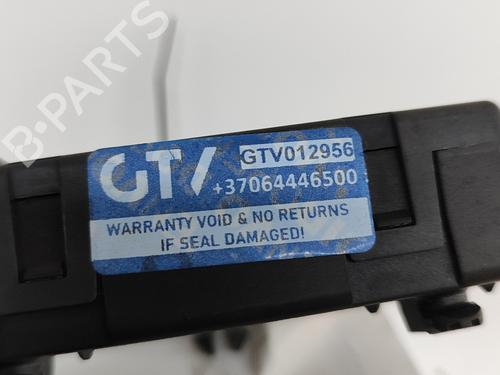 B-PARTS
GTV
GTV012956
+37064446500
WARRANTY VOID & NO RETURNS
IF SEAL DAMAGED!